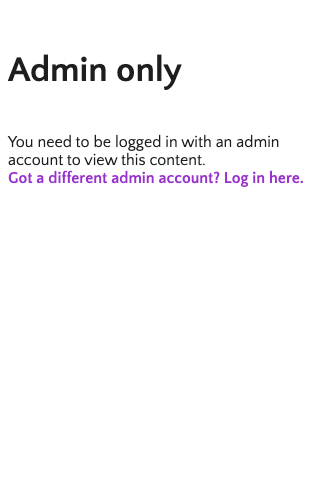 Admin only
You need to be logged in with an admin
account to view this content.
Got a different admin account? Log in here.